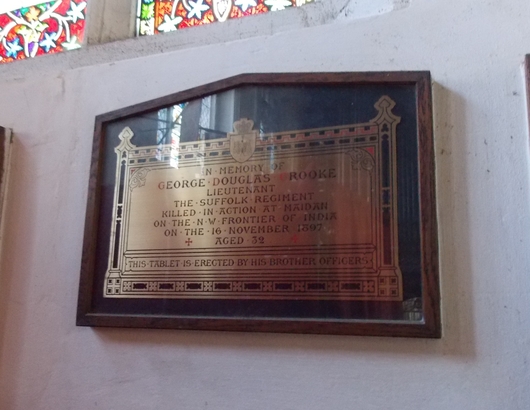 IN·MEMORY OF
GEORGE·DOUGLAS ROOKE
LIEUTENANT
THE·SUFFOLK·REGIMENT
KILLED·IN·ACTION·AT·MAIDAN
ON·THE·N·W·FRONTIER·OF·INDIA
ON·THE·16·NOVEMBER·1897
AGED·32
·THIS·TABLET·IS·ERECTED·BY·HIS·BROTHER·OFFICERS·